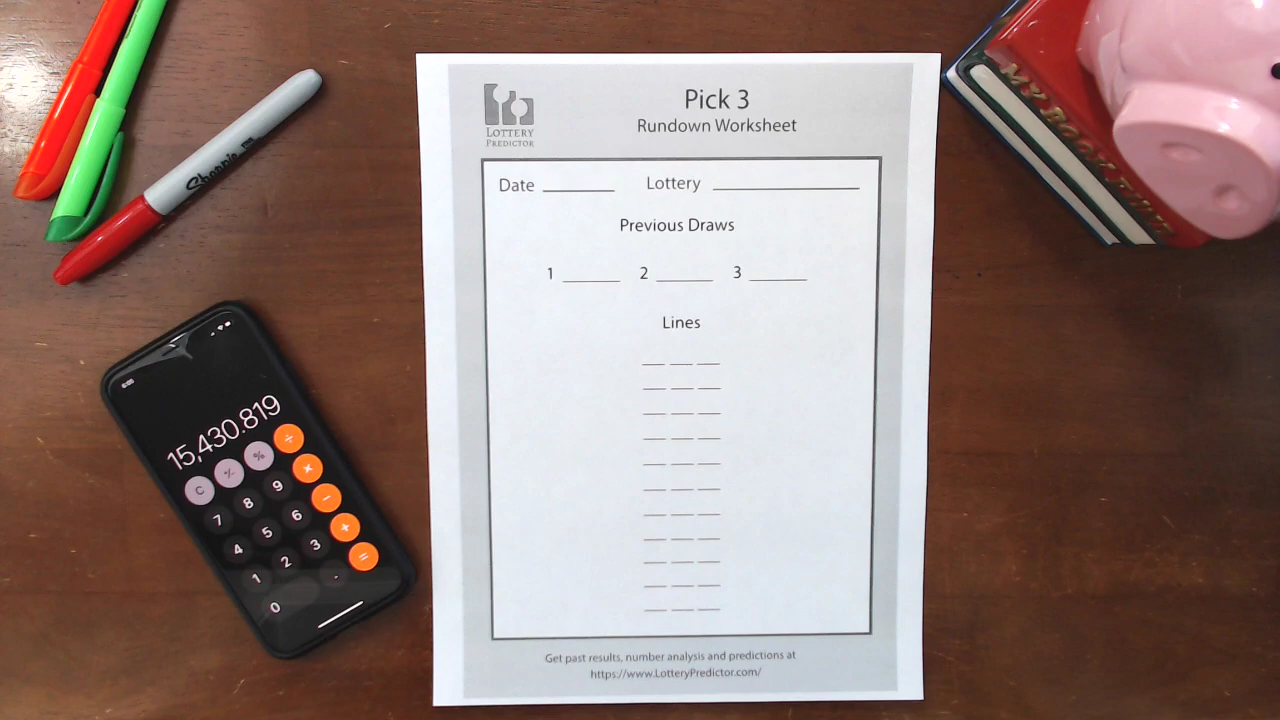 Pick 3
Rundown Worksheet
LOTTERY
PREDICTOR
Date Lottery
Previous Draws
1 2 3
Lines
Get past results, number analysis and predictions at
https://www.LotteryPredictor.com/
Sharpie
MY BOOK
15,430.819
C +/- % ÷
7 8 9 ×
4 5 6 −
1 2 3 +
0 . =